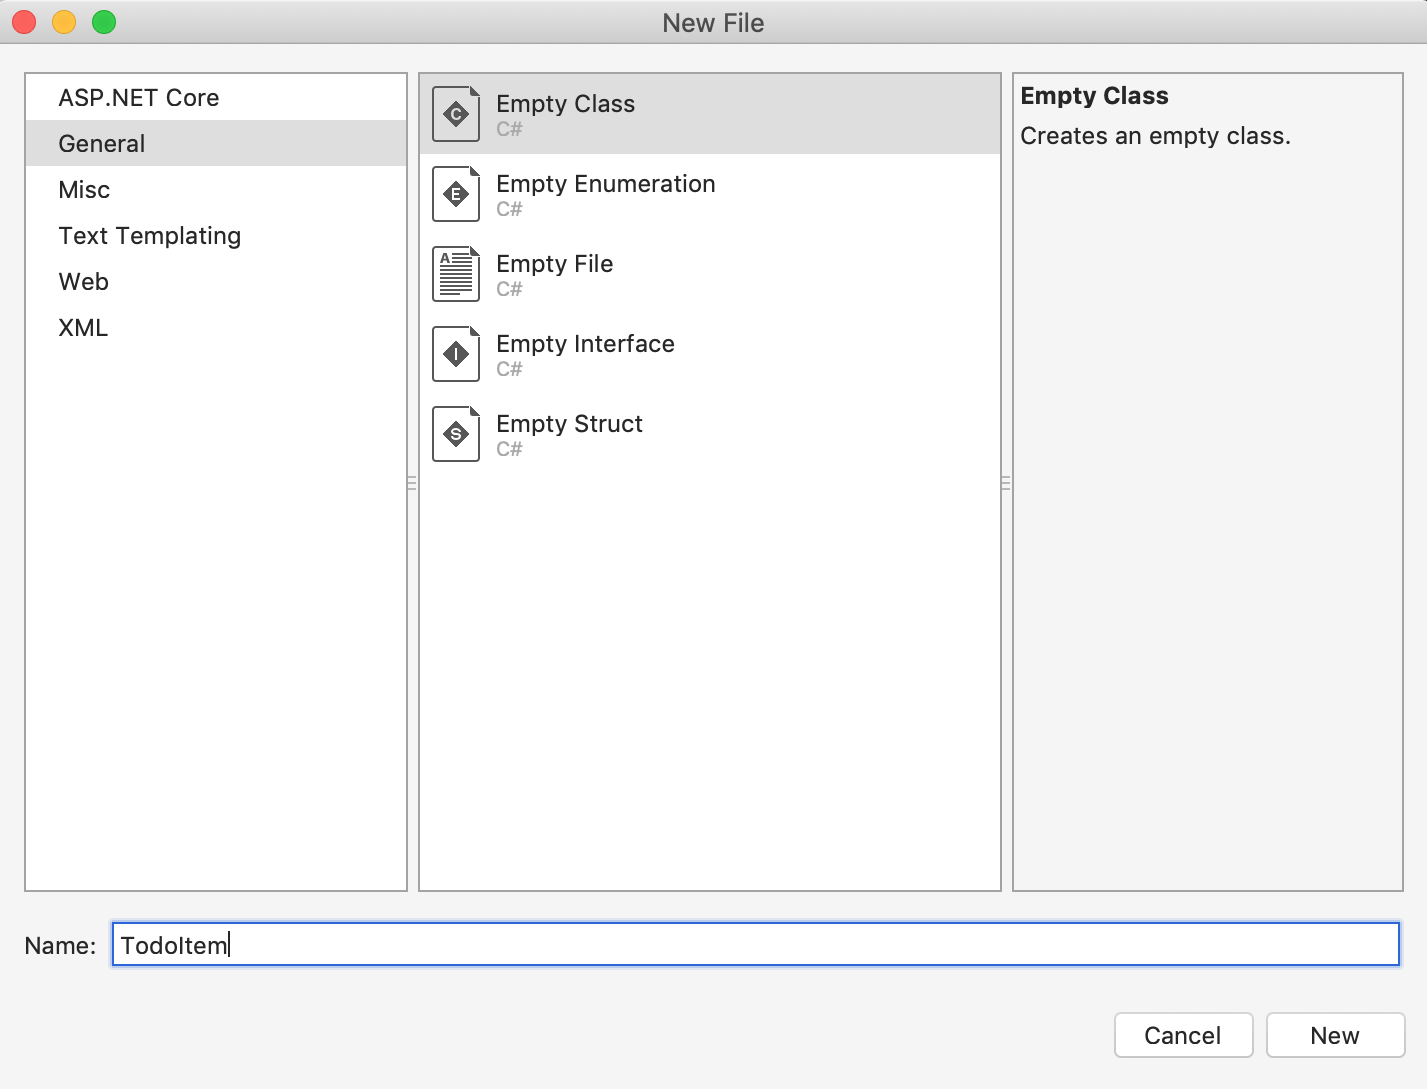 New File
ASP.NET Core
General
Misc
Text Templating
Web
XML
C
Empty Class
C#
E
Empty Enumeration
C#
A
Empty File
C#
I
Empty Interface
C#
S
Empty Struct
C#
Empty Class
Creates an empty class.
Name: TodoItem
Cancel New